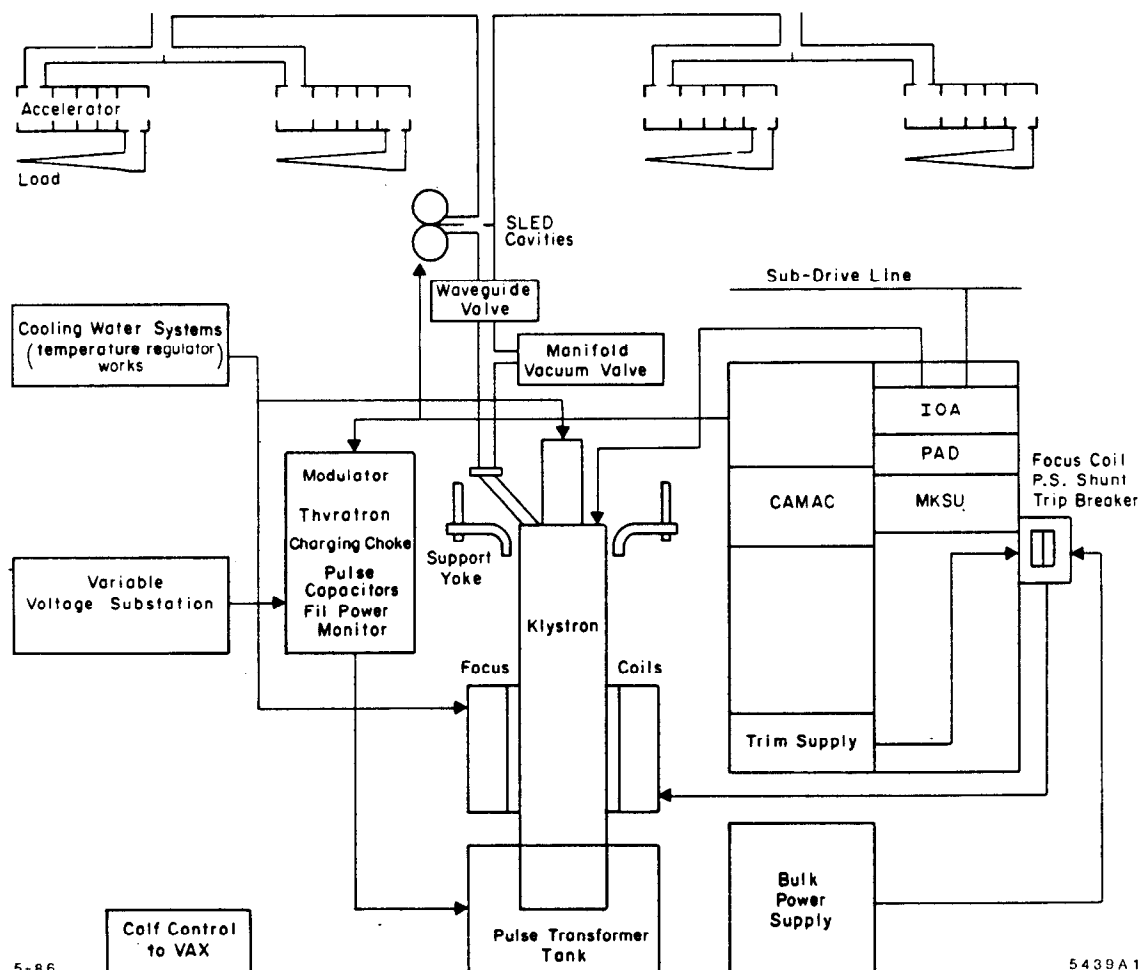 Accelerator
Load
SLED
Cavities
Waveguide
Valve
Sub-Drive Line
Cooling Water Systems
(temperature regulator)
works
Manifold
Vacuum Valve
IOA
PAD
MKSU
CAMAC
Focus Coil
P.S. Shunt
Trip Breaker
Modulator
Thvratron
Charging Choke
Pulse
Capacitors
Fil Power
Monitor
Support
Yoke
Variable
Voltage Substation
Klystron
Focus
Coils
Trim Supply
Bulk
Power
Supply
Calf Control
to VAX
Pulse Transformer
Tank
5-86
5439A1